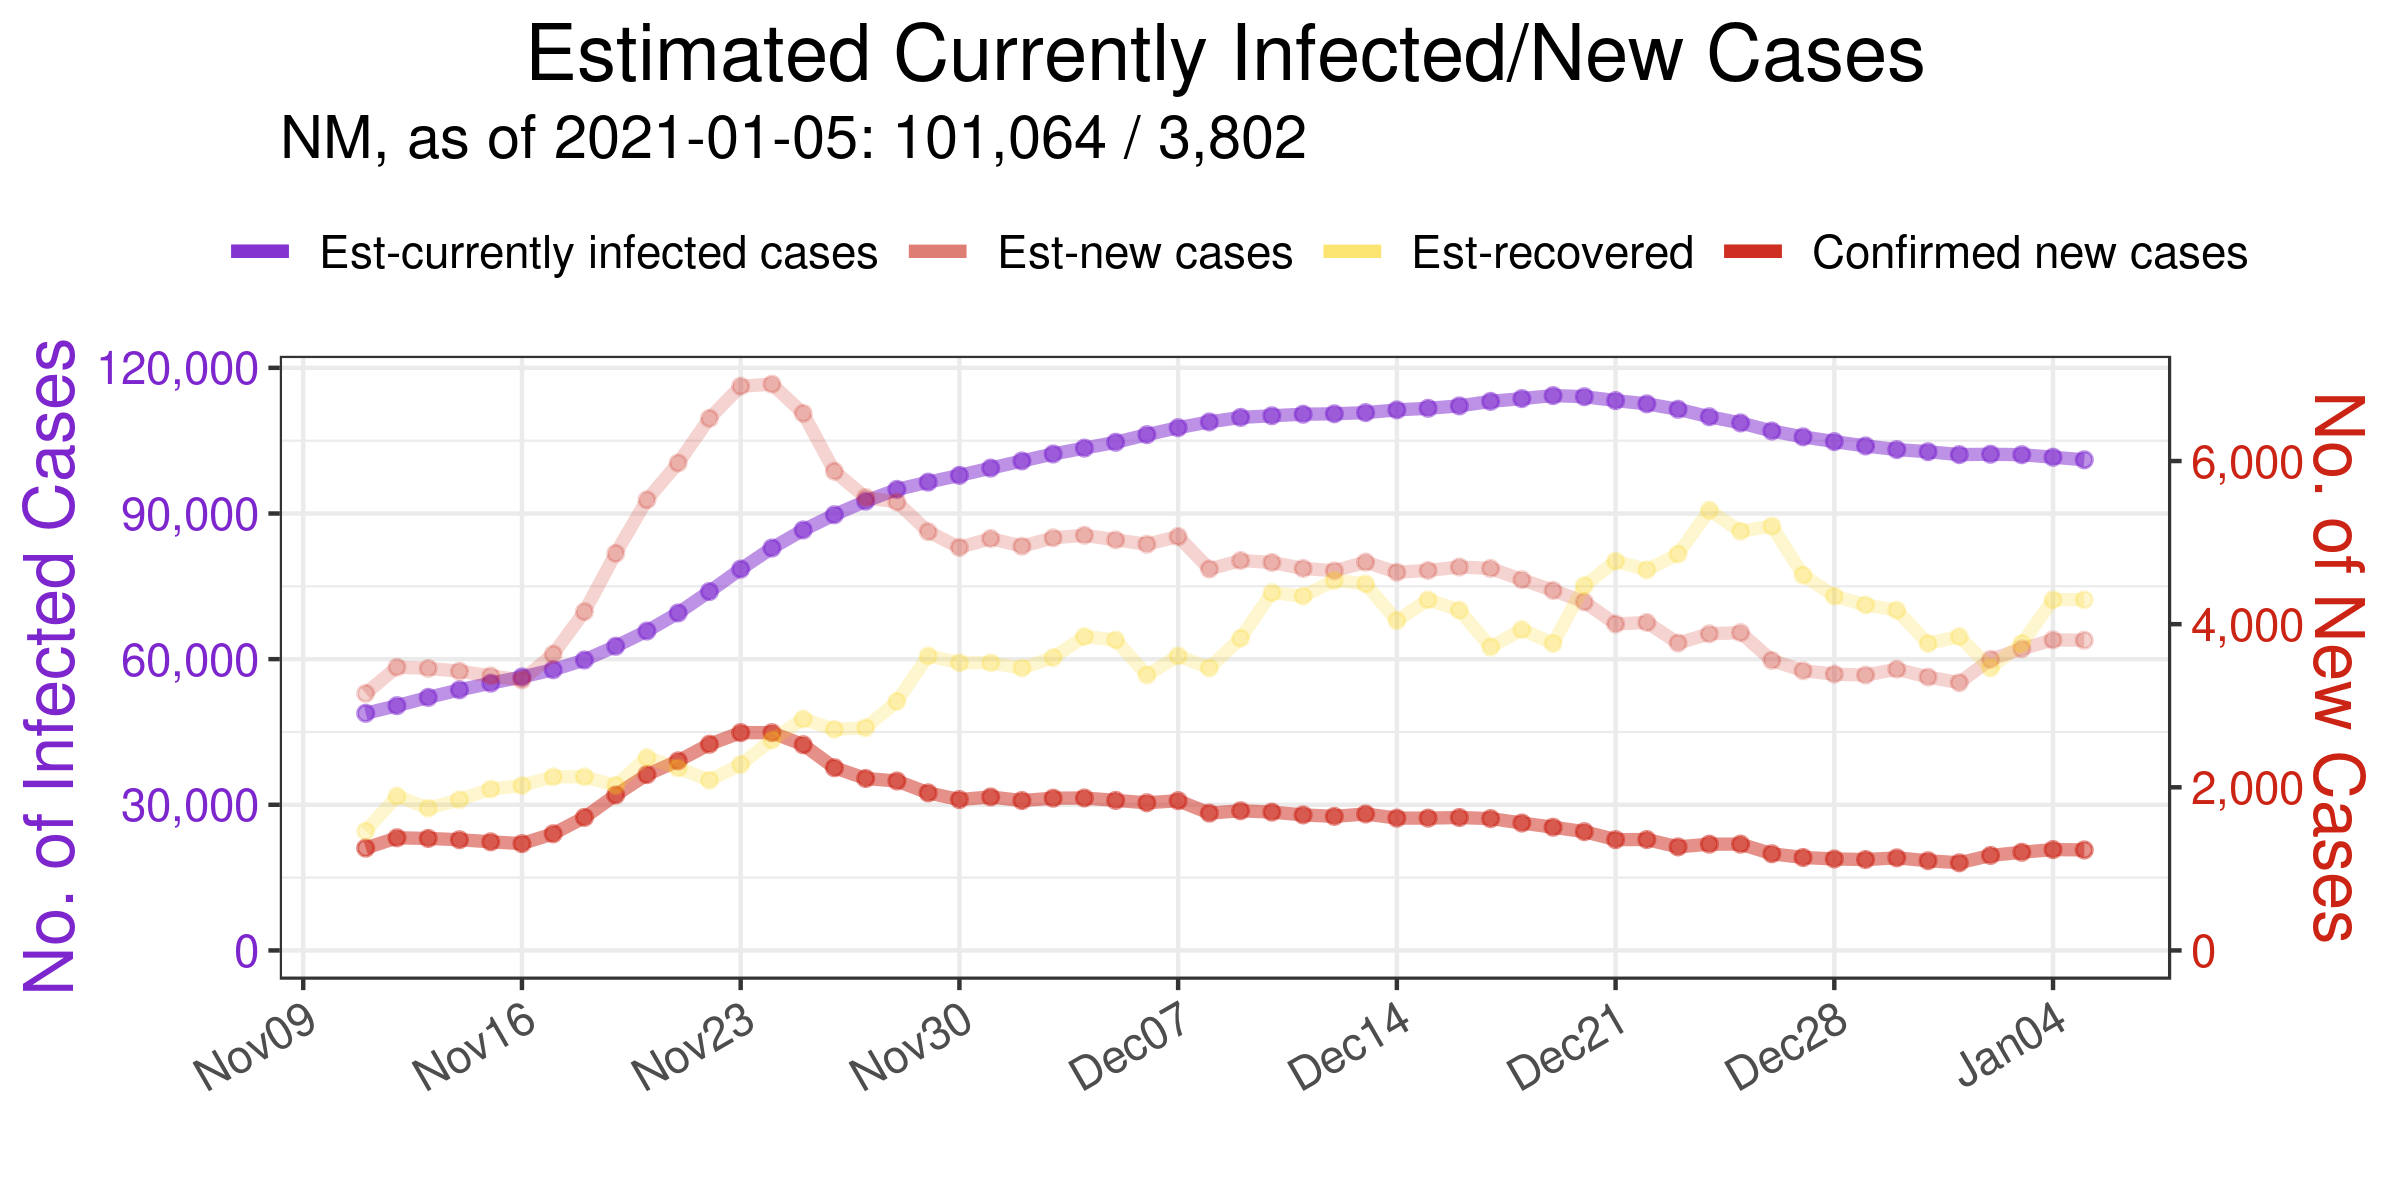 Estimated Currently Infected/New Cases
NM, as of 2021-01-05: 101,064 / 3,802
Est-currently infected cases Est-new cases Est-recovered Confirmed new cases
No. of Infected Cases
120,000
90,000
60,000
30,000
0
6,000
4,000
2,000
0
No. of New Cases
Nov09 Nov16 Nov23 Nov30 Dec07 Dec14 Dec21 Dec28 Jan04